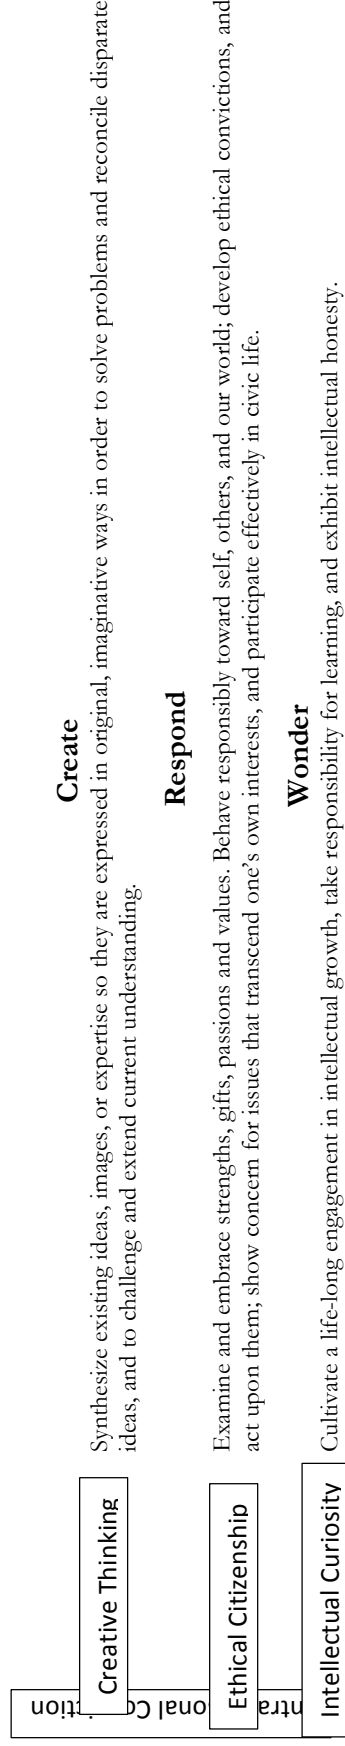 Create
Creative Thinking
Synthesize existing ideas, images, or expertise so they are expressed in original, imaginative ways in order to solve problems and reconcile disparate
ideas, and to challenge and extend current understanding.
Respond
Ethical Citizenship
Examine and embrace strengths, gifts, passions and values. Behave responsibly toward self, others, and our world; develop ethical convictions, and
act upon them; show concern for issues that transcend one’s own interests, and participate effectively in civic life.
Wonder
Intellectual Curiosity
Cultivate a life-long engagement in intellectual growth, take responsibility for learning, and exhibit intellectual honesty.